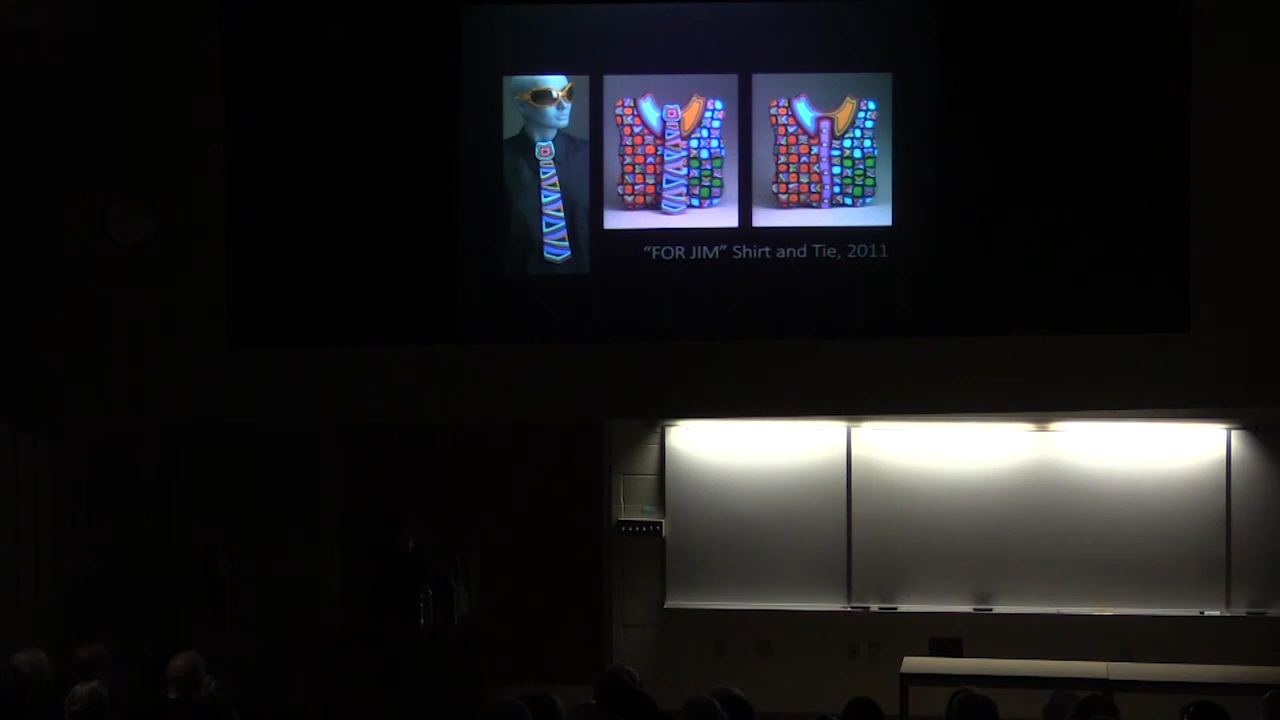 “FOR JIM” Shirt and Tie, 2011